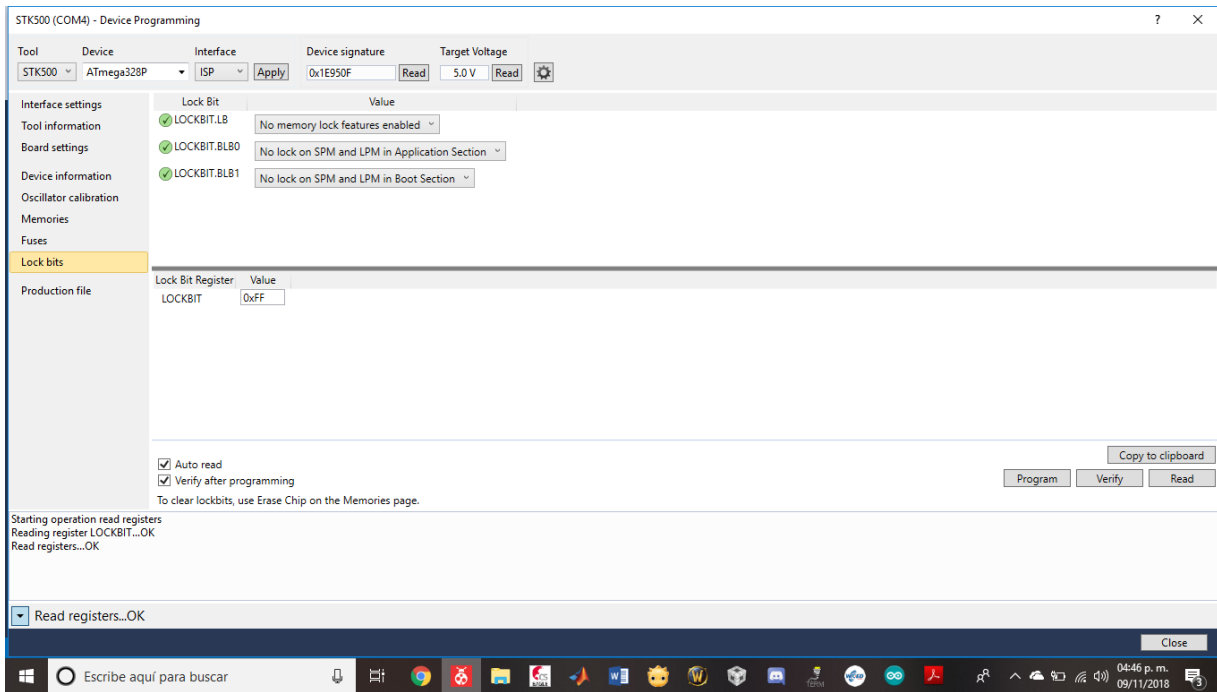 STK500 (COM4) - Device Programming ? ×
Tool Device Interface Device signature Target Voltage
STK500 ATmega328P ISP Apply 0x1E950F Read 5.0 V Read
Interface settings
Tool information
Board settings
Device information
Oscillator calibration
Memories
Fuses
Lock bits
Production file
Lock Bit Value
LOCKBIT.LB No memory lock features enabled
LOCKBIT.BLB0 No lock on SPM and LPM in Application Section
LOCKBIT.BLB1 No lock on SPM and LPM in Boot Section
Lock Bit Register Value
LOCKBIT 0xFF
Copy to clipboard
Auto read
Verify after programming
Program Verify Read
To clear lockbits, use Erase Chip on the Memories page.
Starting operation read registers
Reading register LOCKBIT...OK
Read registers...OK
Read registers...OK
Close
Escribe aquí para buscar
04:46 p. m.
09/11/2018